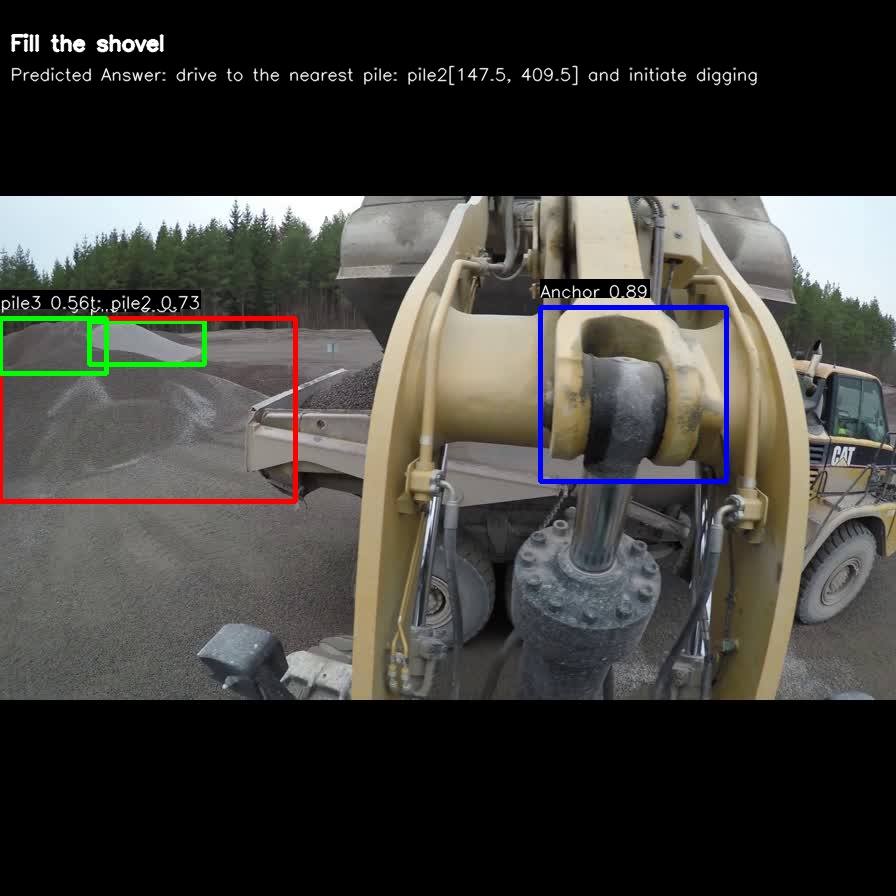 Fill the shovel
Predicted Answer: drive to the nearest pile: pile2[147.5, 409.5] and initiate digging
Anchor 0.89
pile3 0.56
pile2 0.73
CAT